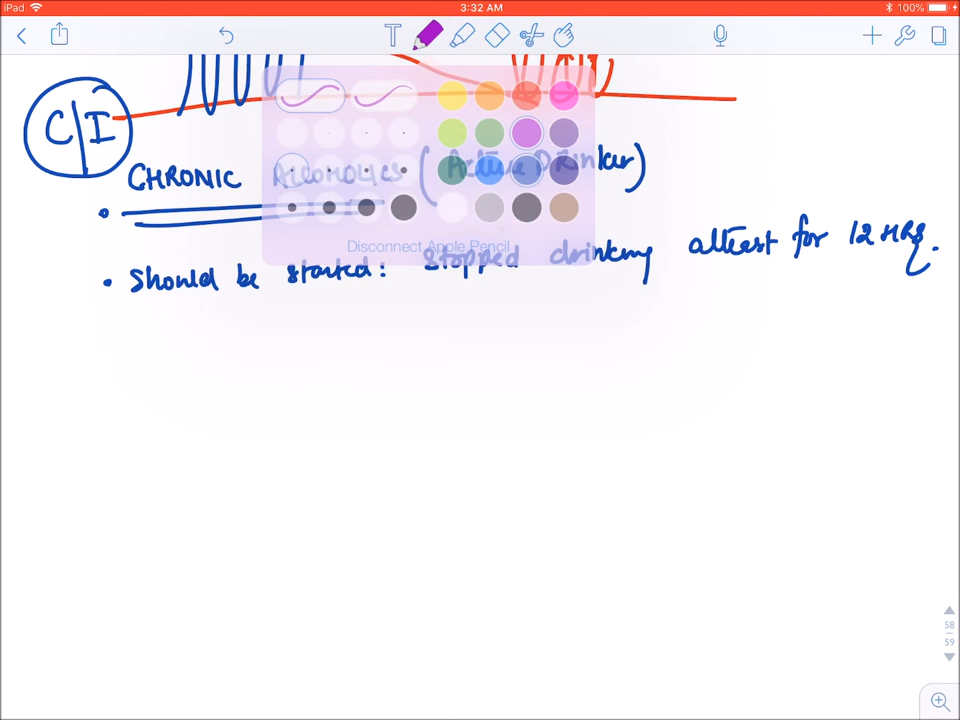 iPad 3:32 AM 100%
T
C/I
CHRONIC Alcoholics (Active Drinker)
Disconnect Apple Pencil
• Should be started: Stopped drinking atleast for 12 HRS.
58
59